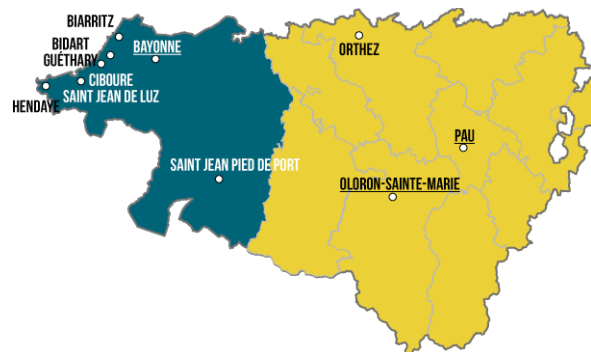 BIARRITZ
BIDART
BAYONNE
GUÉTHARY
CIBOURE
SAINT JEAN DE LUZ
HENDAYE
SAINT JEAN PIED DE PORT
ORTHEZ
PAU
OLORON-SAINTE-MARIE